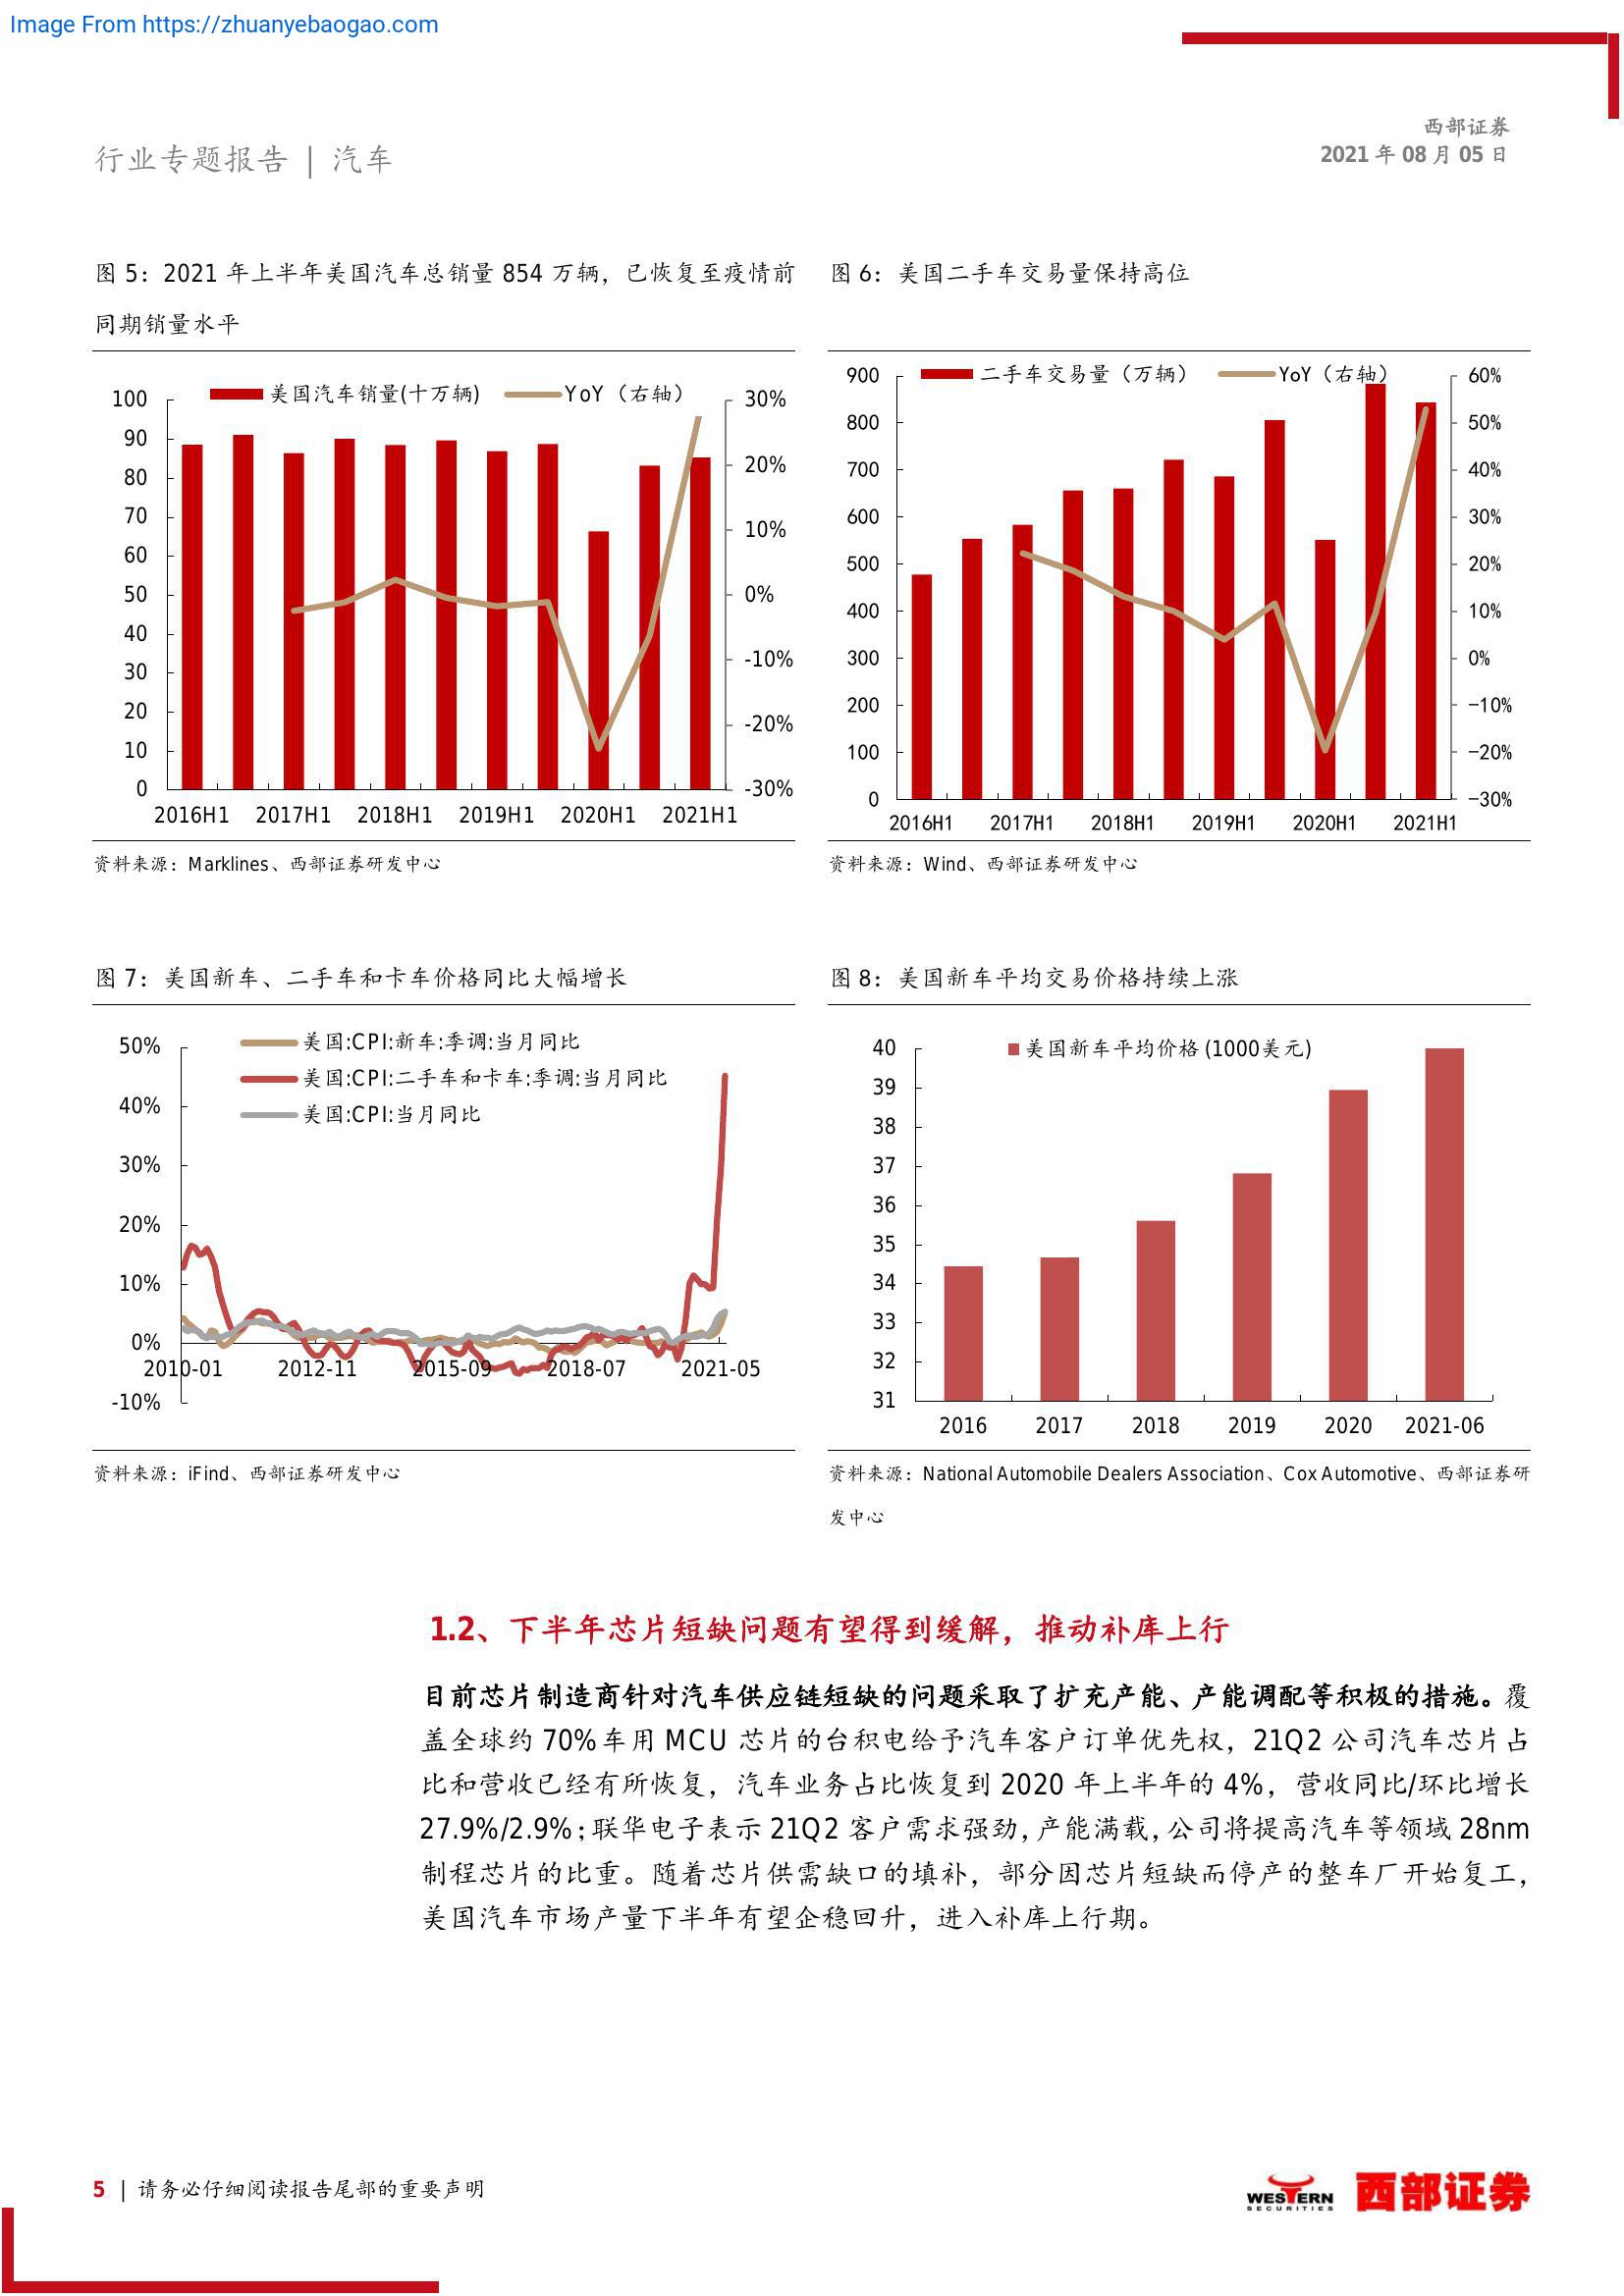 Image From https://zhuanyebaogao.com
西部证券
2021 年 08 月 05 日
行业专题报告 | 汽车
图 5：2021 年上半年美国汽车总销量 854 万辆，已恢复至疫情前
同期销量水平
美国汽车销量(十万辆)
YoY（右轴）
100
90
80
70
60
50
40
30
20
10
0
30%
20%
10%
0%
-10%
-20%
-30%
2016H1 2017H1 2018H1 2019H1 2020H1 2021H1
资料来源：Marklines、西部证券研发中心
图 6：美国二手车交易量保持高位
二手车交易量（万辆）
YoY（右轴）
900
800
700
600
500
400
300
200
100
0
60%
50%
40%
30%
20%
10%
0%
-10%
-20%
-30%
2016H1 2017H1 2018H1 2019H1 2020H1 2021H1
资料来源：Wind、西部证券研发中心
图 7：美国新车、二手车和卡车价格同比大幅增长
美国:CPI:新车:季调:当月同比
美国:CPI:二手车和卡车:季调:当月同比
美国:CPI:当月同比
50%
40%
30%
20%
10%
0%
-10%
2010-01 2012-11 2015-09 2018-07 2021-05
资料来源：iFind、西部证券研发中心
图 8：美国新车平均交易价格持续上涨
美国新车平均价格 (1000美元)
40
39
38
37
36
35
34
33
32
31
2016 2017 2018 2019 2020 2021-06
资料来源：National Automobile Dealers Association、Cox Automotive、西部证券研
发中心
1.2、下半年芯片短缺问题有望得到缓解，推动补库上行
目前芯片制造商针对汽车供应链短缺的问题采取了扩充产能、产能调配等积极的措施。覆
盖全球约 70%车用 MCU 芯片的台积电给予汽车客户订单优先权，21Q2 公司汽车芯片占
比和营收已经有所恢复，汽车业务占比恢复到 2020 年上半年的 4%，营收同比/环比增长
27.9%/2.9%；联华电子表示 21Q2 客户需求强劲，产能满载，公司将提高汽车等领域 28nm
制程芯片的比重。随着芯片供需缺口的填补，部分因芯片短缺而停产的整车厂开始复工，
美国汽车市场产量下半年有望企稳回升，进入补库上行期。
5 | 请务必仔细阅读报告尾部的重要声明
WESTERN
SECURITIES
西部证券